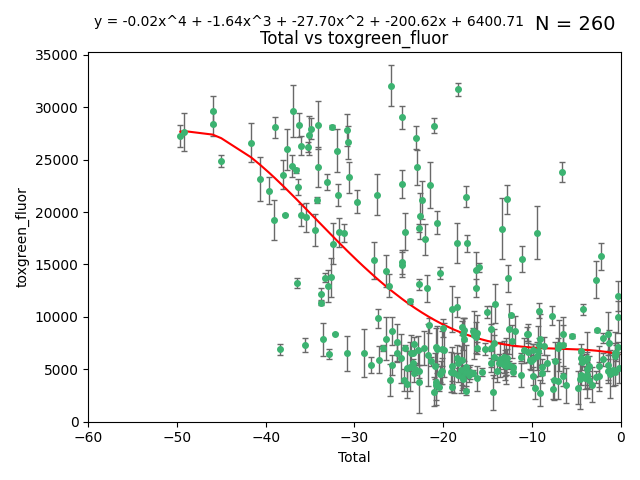 y = -0.02x^4 + -1.64x^3 + -27.70x^2 + -200.62x + 6400.71 N = 260
Total vs toxgreen_fluor
35000
30000
25000
20000
15000
10000
5000
0
toxgreen_fluor
−60 −50 −40 −30 −20 −10 0
Total